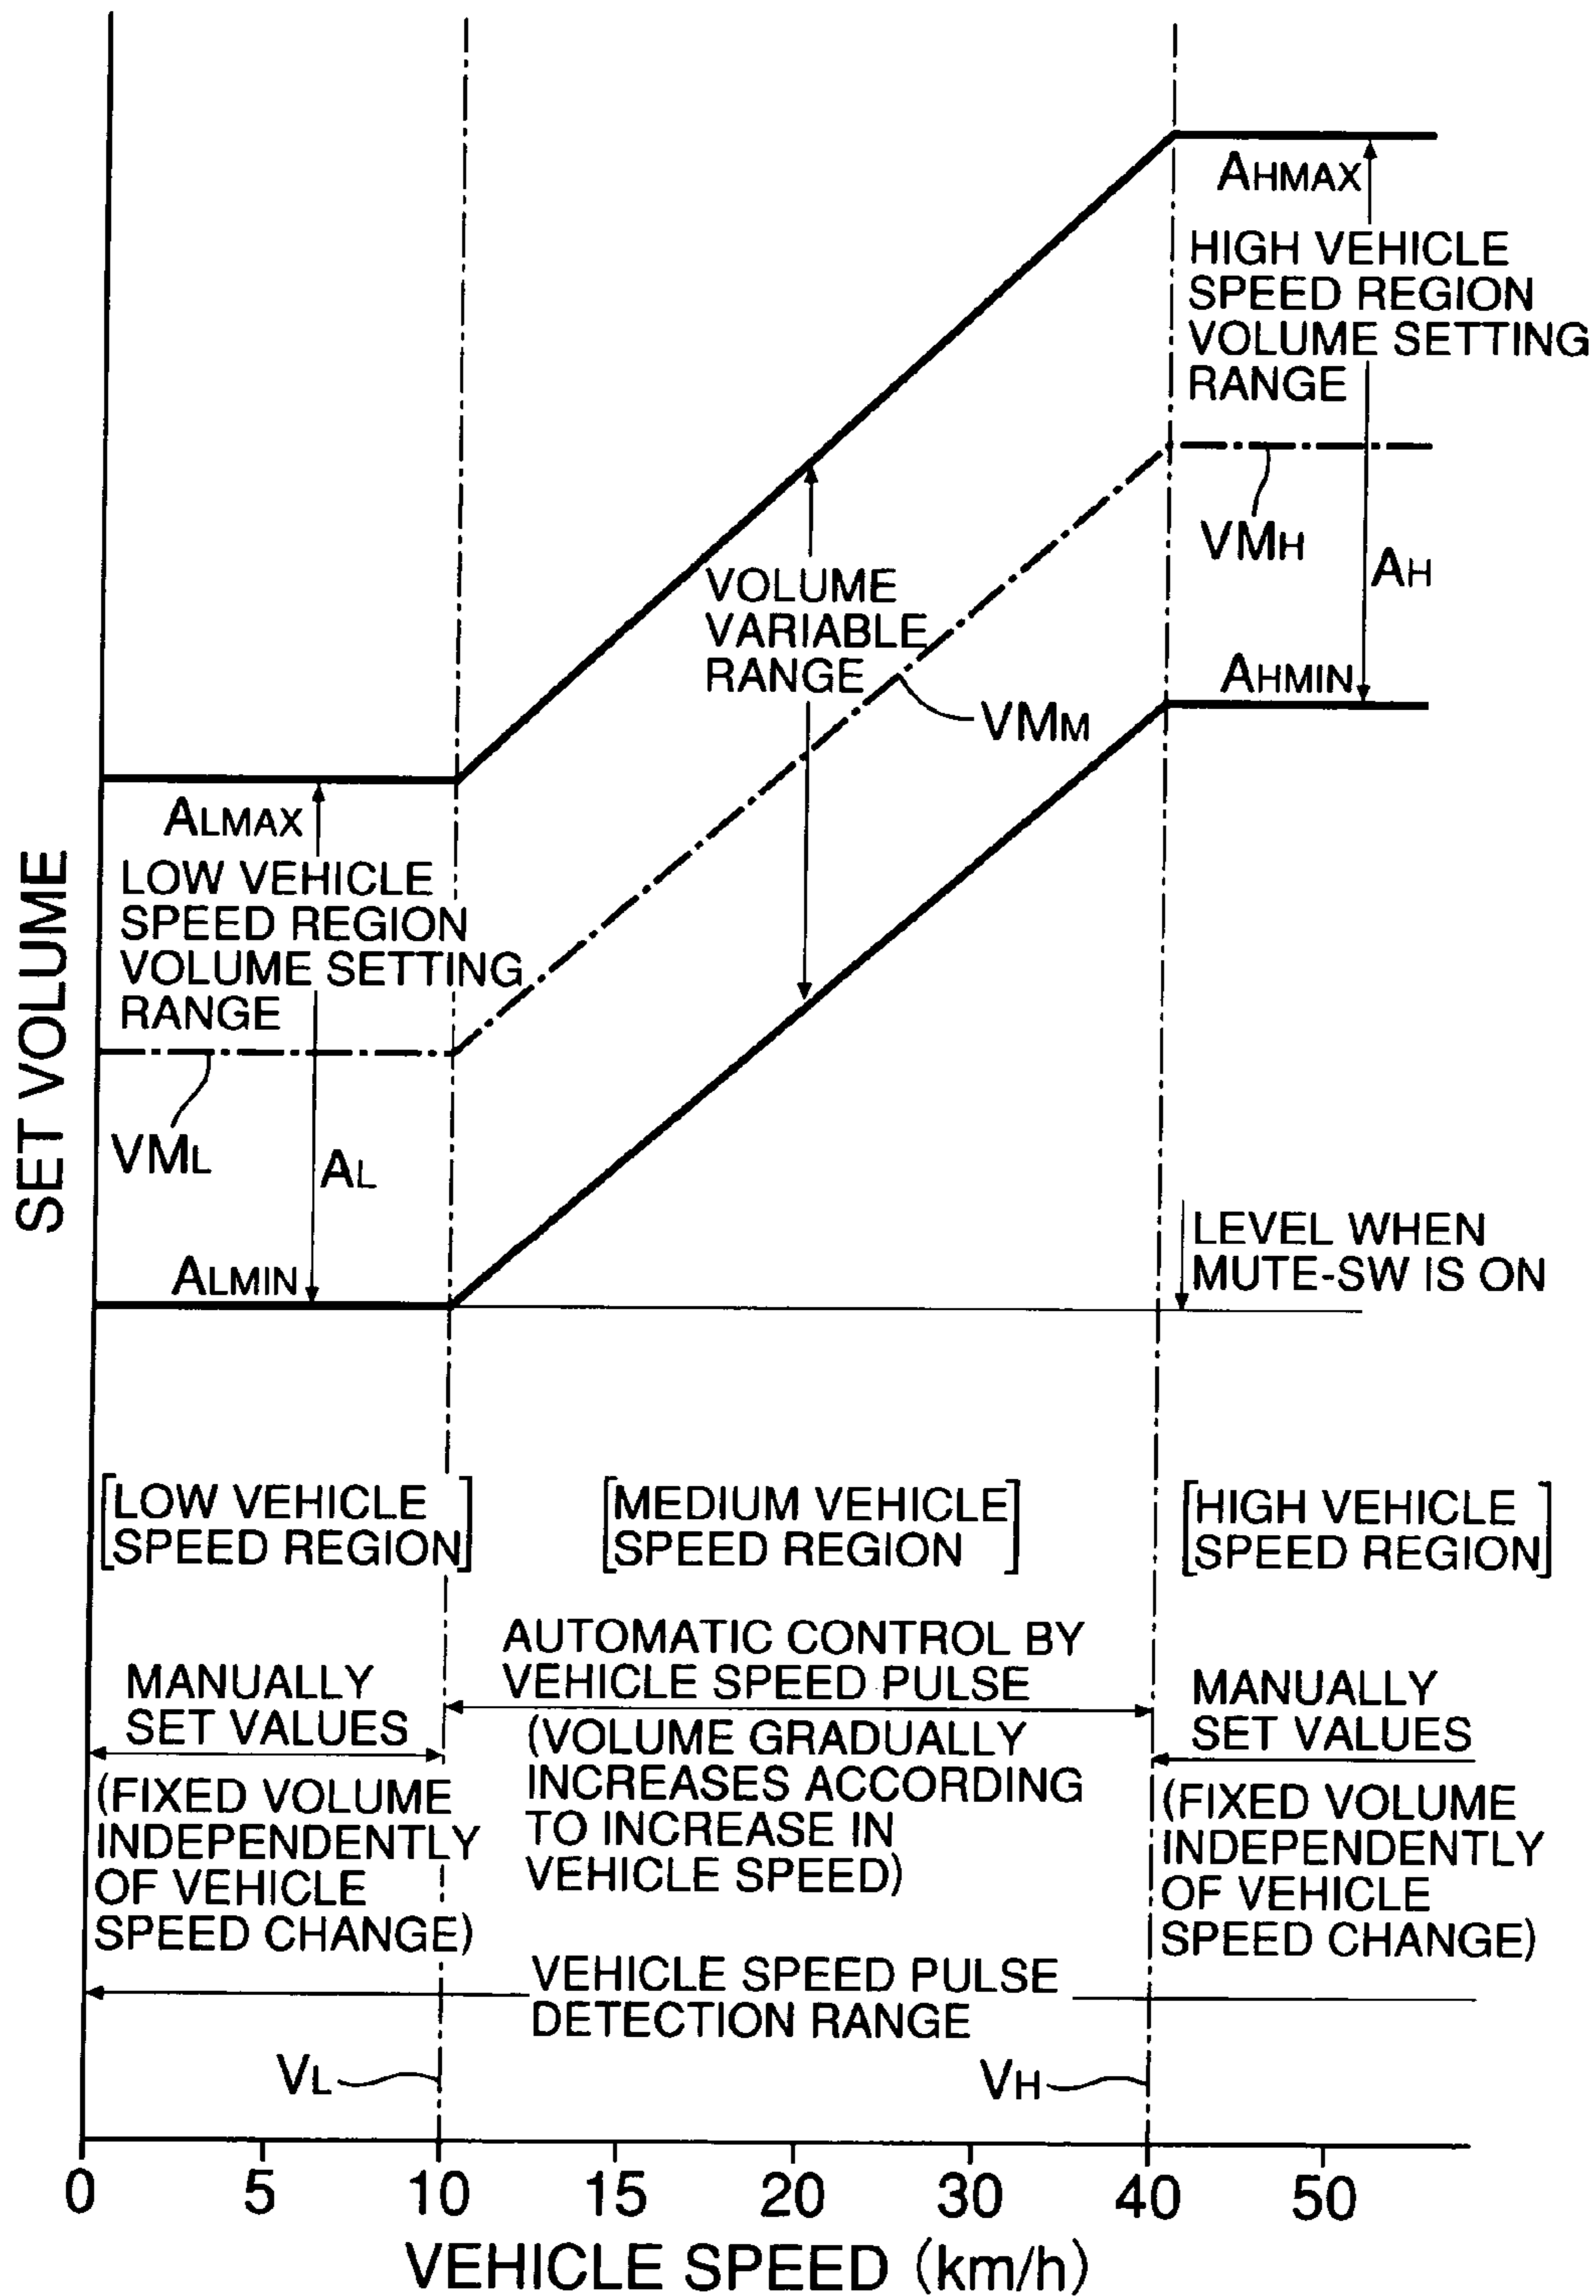 AHMAX
HIGH VEHICLE
SPEED REGION
VOLUME SETTING
RANGE
VMH
AH
AHMIN
VOLUME
VARIABLE
RANGE
VMM
ALMAX
LOW VEHICLE
SPEED REGION
VOLUME SETTING
RANGE
VML
AL
ALMIN
SET VOLUME
LEVEL WHEN
MUTE-SW IS ON
[LOW VEHICLE
SPEED REGION]
[MEDIUM VEHICLE
SPEED REGION]
[HIGH VEHICLE
SPEED REGION]
MANUALLY
SET VALUES
(FIXED VOLUME
INDEPENDENTLY
OF VEHICLE
SPEED CHANGE)
AUTOMATIC CONTROL BY
VEHICLE SPEED PULSE
(VOLUME GRADUALLY
INCREASES ACCORDING
TO INCREASE IN
VEHICLE SPEED)
MANUALLY
SET VALUES
(FIXED VOLUME
INDEPENDENTLY
OF VEHICLE
SPEED CHANGE)
VEHICLE SPEED PULSE
DETECTION RANGE
VL
VH
0 5 10 15 20 30 40 50
VEHICLE SPEED (km/h)